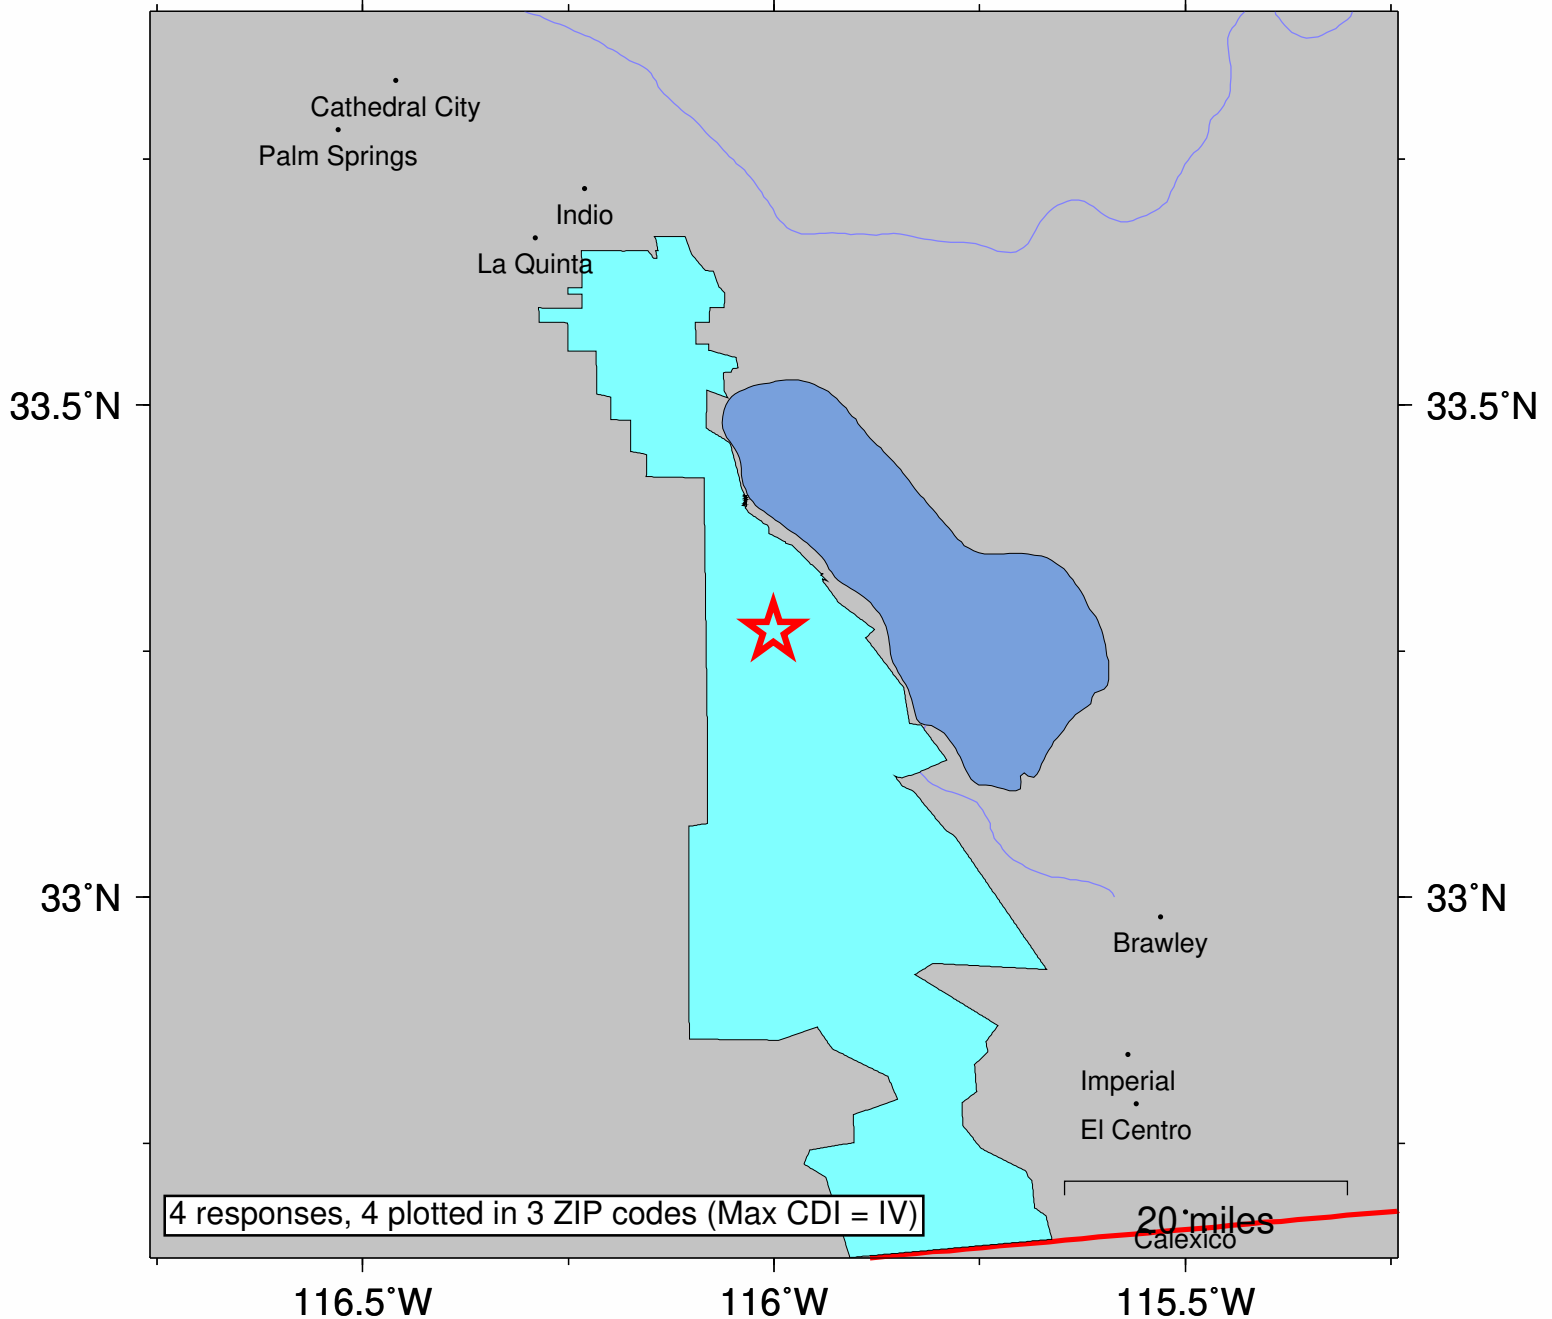 Cathedral City
Palm Springs
Indio
La Quinta
33.5˚N
33.5˚N
33˚N
33˚N
Brawley
Imperial
El Centro
4 responses, 4 plotted in 3 ZIP codes (Max CDI = IV)
20 miles
Calexico
116.5˚W
116˚W
115.5˚W